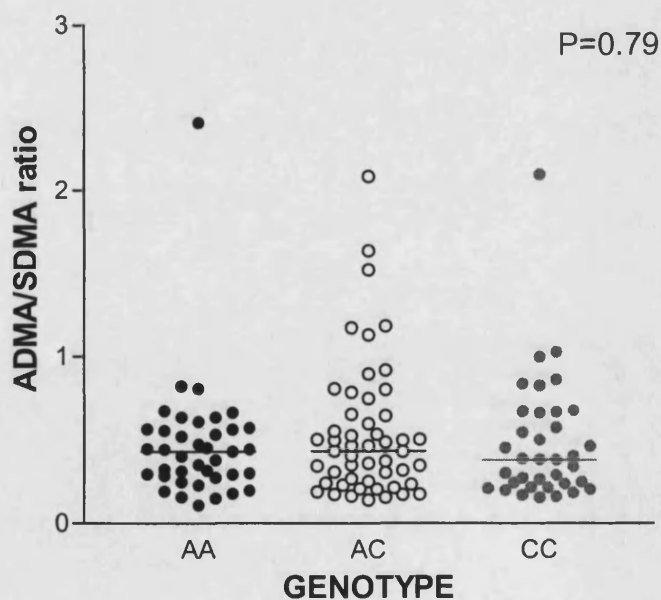 3
P=0.79
2
1
0
ADMA/SDMA ratio
AA AC CC
GENOTYPE